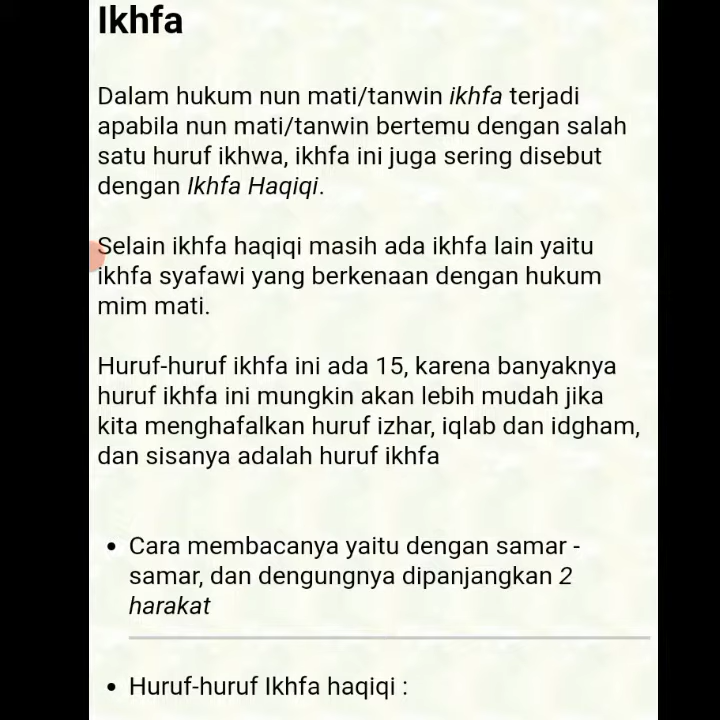 Ikhfa
Dalam hukum nun mati/tanwin ikhfa terjadi
apabila nun mati/tanwin bertemu dengan salah
satu huruf ikhwa, ikhfa ini juga sering disebut
dengan Ikhfa Haqiqi.
Selain ikhfa haqiqi masih ada ikhfa lain yaitu
ikhfa syafawi yang berkenaan dengan hukum
mim mati.
Huruf-huruf ikhfa ini ada 15, karena banyaknya
huruf ikhfa ini mungkin akan lebih mudah jika
kita menghafalkan huruf izhar, iqlab dan idgham,
dan sisanya adalah huruf ikhfa
• Cara membacanya yaitu dengan samar -
samar, dan dengungnya dipanjangkan 2
harakat
• Huruf-huruf Ikhfa haqiqi :